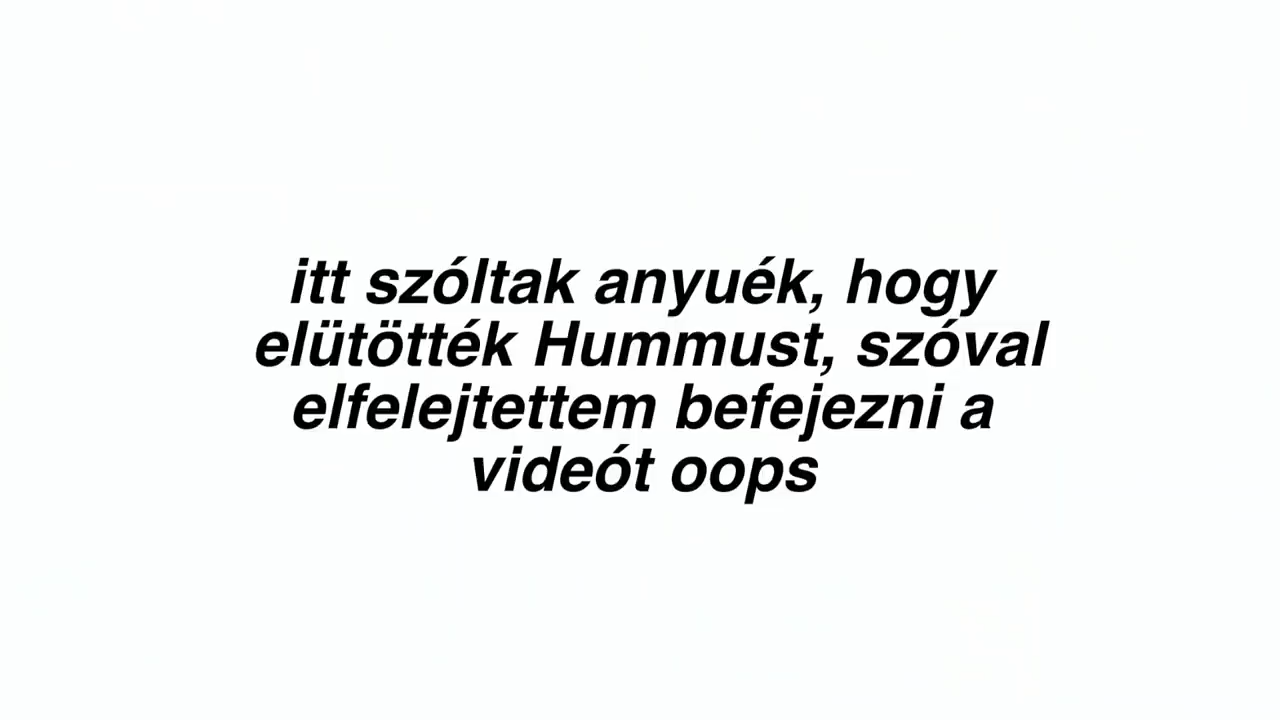 itt szóltak anyuék, hogy
elütötték Hummust, szóval
elfelejtettem befejezni a
videót oops